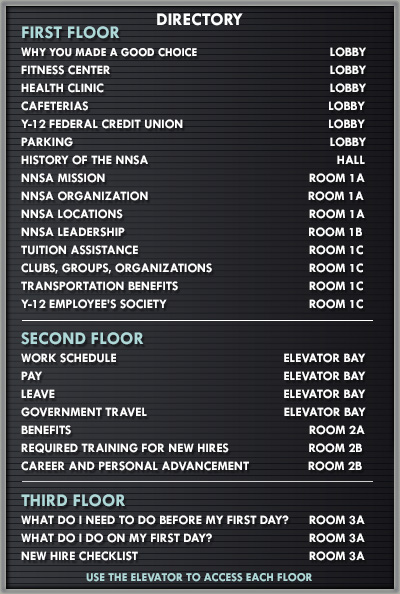 DIRECTORY
FIRST FLOOR
WHY YOU MADE A GOOD CHOICE LOBBY
FITNESS CENTER LOBBY
HEALTH CLINIC LOBBY
CAFETERIAS LOBBY
Y-12 FEDERAL CREDIT UNION LOBBY
PARKING LOBBY
HISTORY OF THE NNSA HALL
NNSA MISSION ROOM 1A
NNSA ORGANIZATION ROOM 1A
NNSA LOCATIONS ROOM 1A
NNSA LEADERSHIP ROOM 1B
TUITION ASSISTANCE ROOM 1C
CLUBS, GROUPS, ORGANIZATIONS ROOM 1C
TRANSPORTATION BENEFITS ROOM 1C
Y-12 EMPLOYEE'S SOCIETY ROOM 1C
SECOND FLOOR
WORK SCHEDULE ELEVATOR BAY
PAY ELEVATOR BAY
LEAVE ELEVATOR BAY
GOVERNMENT TRAVEL ELEVATOR BAY
BENEFITS ROOM 2A
REQUIRED TRAINING FOR NEW HIRES ROOM 2B
CAREER AND PERSONAL ADVANCEMENT ROOM 2B
THIRD FLOOR
WHAT DO I NEED TO DO BEFORE MY FIRST DAY? ROOM 3A
WHAT DO I DO ON MY FIRST DAY? ROOM 3A
NEW HIRE CHECKLIST ROOM 3A
USE THE ELEVATOR TO ACCESS EACH FLOOR